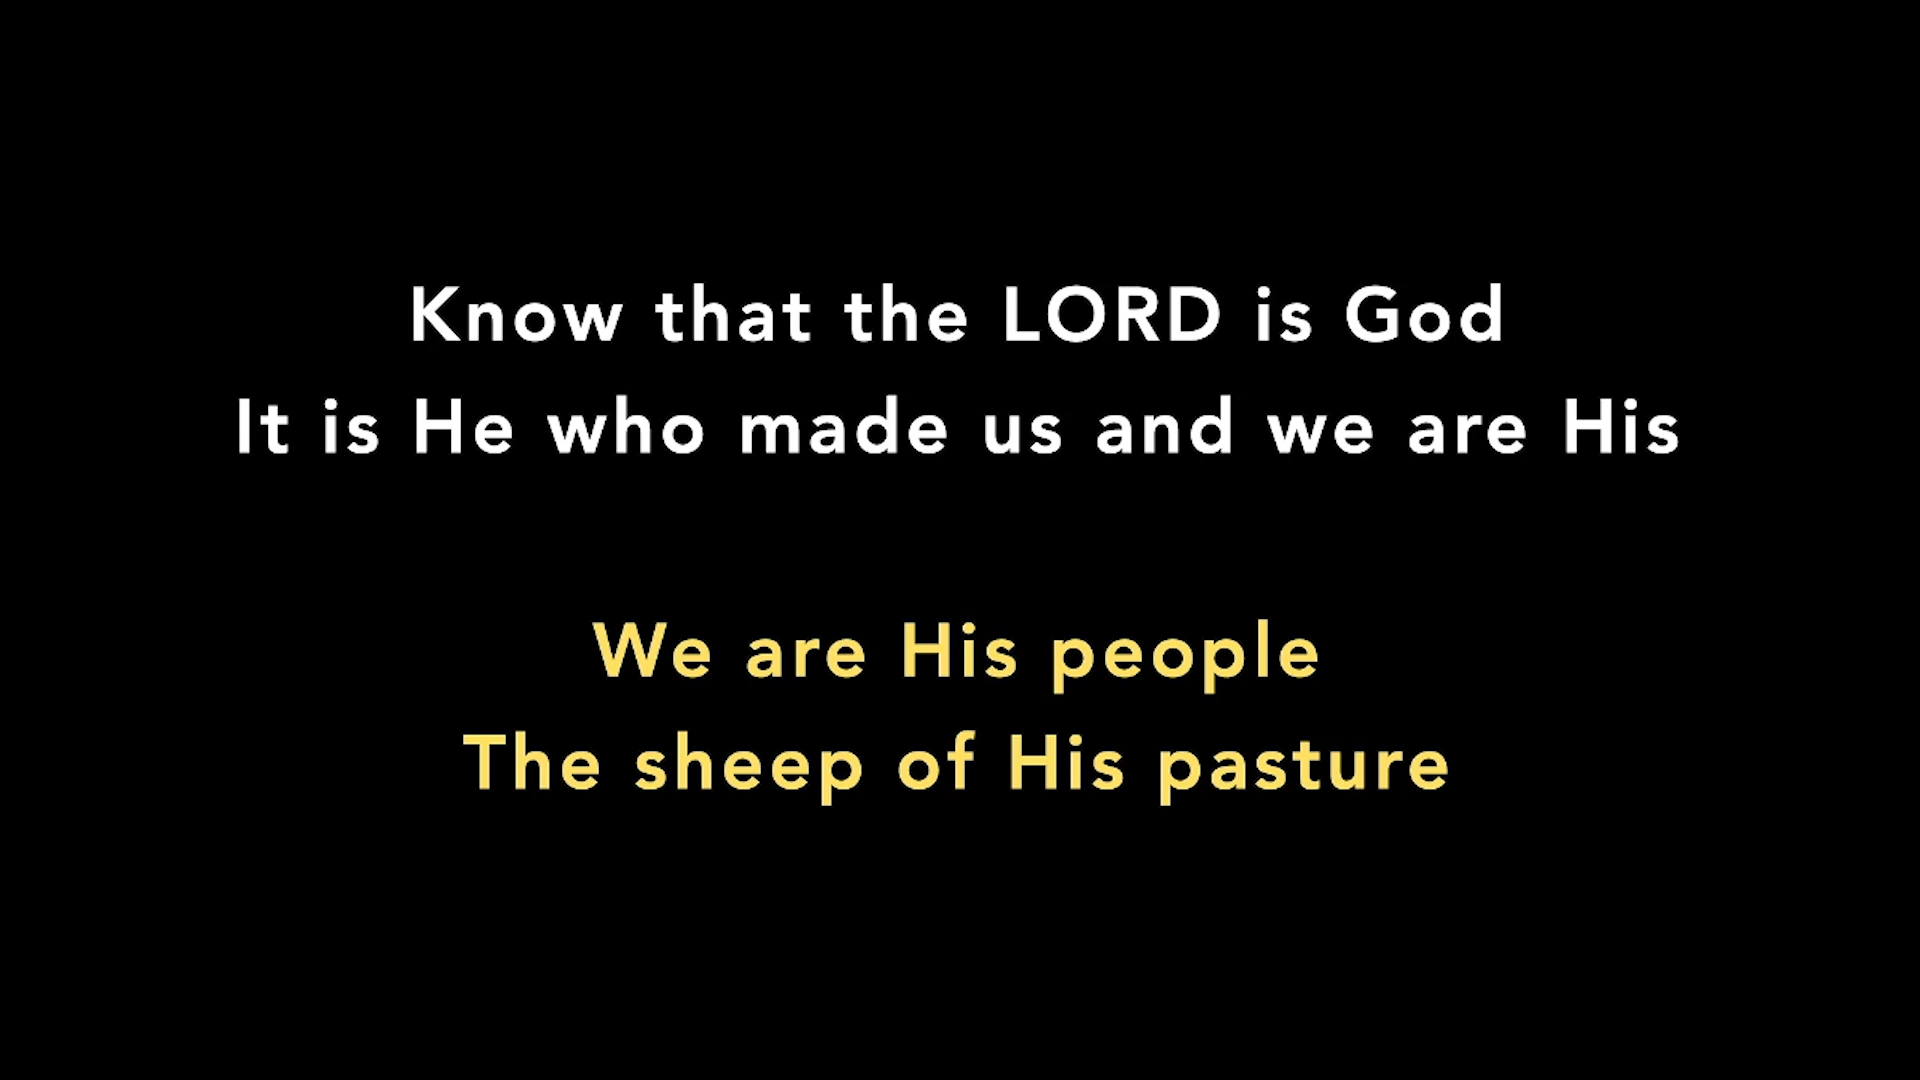 Know that the LORD is God
It is He who made us and we are His
We are His people
The sheep of His pasture